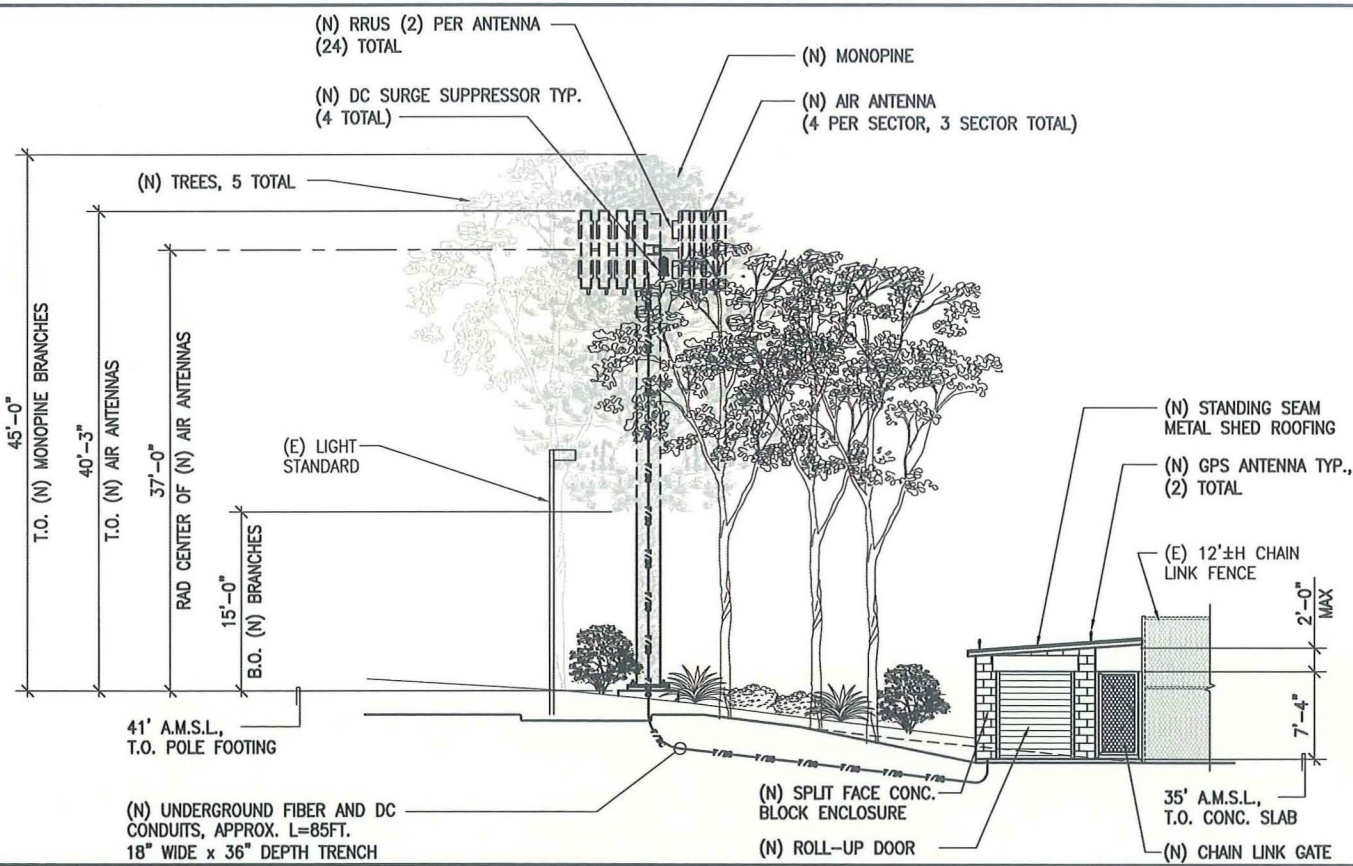 (N) RRUS (2) PER ANTENNA
(24) TOTAL
(N) MONOPINE
(N) DC SURGE SUPPRESSOR TYP.
(4 TOTAL)
(N) AIR ANTENNA
(4 PER SECTOR, 3 SECTOR TOTAL)
(N) TREES, 5 TOTAL
45'-0"
T.O. (N) MONOPINE BRANCHES
40'-3"
T.O. (N) AIR ANTENNAS
37'-0"
RAD CENTER OF (N) AIR ANTENNAS
15'-0"
B.O. (N) BRANCHES
(E) LIGHT
STANDARD
(N) STANDING SEAM
METAL SHED ROOFING
(N) GPS ANTENNA TYP.,
(2) TOTAL
(E) 12'±H CHAIN
LINK FENCE
2'-0"
MAX
7'-4"
41' A.M.S.L.,
T.O. POLE FOOTING
(N) UNDERGROUND FIBER AND DC
CONDUITS, APPROX. L=85FT.
18" WIDE x 36" DEPTH TRENCH
(N) SPLIT FACE CONC.
BLOCK ENCLOSURE
(N) ROLL-UP DOOR
35' A.M.S.L.,
T.O. CONC. SLAB
(N) CHAIN LINK GATE